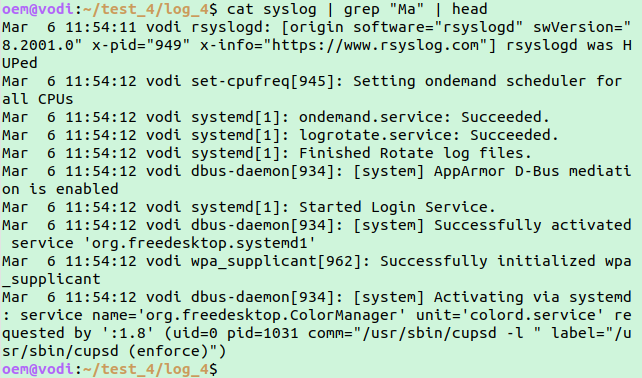 oem@vodi:~/test_4/log_4$ cat syslog | grep "Ma" | head
Mar  6 11:54:11 vodi rsyslogd: [origin software="rsyslogd" swVersion="
8.2001.0" x-pid="949" x-info="https://www.rsyslog.com"] rsyslogd was H
UPed
Mar  6 11:54:12 vodi set-cpufreq[945]: Setting ondemand scheduler for 
all CPUs
Mar  6 11:54:12 vodi systemd[1]: ondemand.service: Succeeded.
Mar  6 11:54:12 vodi systemd[1]: logrotate.service: Succeeded.
Mar  6 11:54:12 vodi systemd[1]: Finished Rotate log files.
Mar  6 11:54:12 vodi dbus-daemon[934]: [system] AppArmor D-Bus mediati
on is enabled
Mar  6 11:54:12 vodi systemd[1]: Started Login Service.
Mar  6 11:54:12 vodi dbus-daemon[934]: [system] Successfully activated
 service 'org.freedesktop.systemd1'
Mar  6 11:54:12 vodi wpa_supplicant[962]: Successfully initialized wpa
_supplicant
Mar  6 11:54:12 vodi dbus-daemon[934]: [system] Activating via systemd
: service name='org.freedesktop.ColorManager' unit='colord.service' re
quested by ':1.8' (uid=0 pid=1031 comm="/usr/sbin/cupsd -l " label="/u
sr/sbin/cupsd (enforce)")
oem@vodi:~/test_4/log_4$